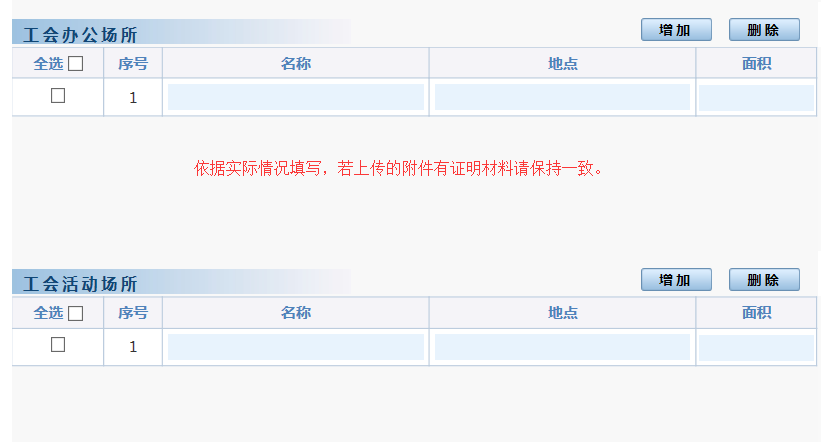 工会办公场所 增加 删除
全选 序号 名称 地点 面积
1
依据实际情况填写，若上传的附件有证明材料请保持一致。
工会活动场所 增加 删除
全选 序号 名称 地点 面积
1